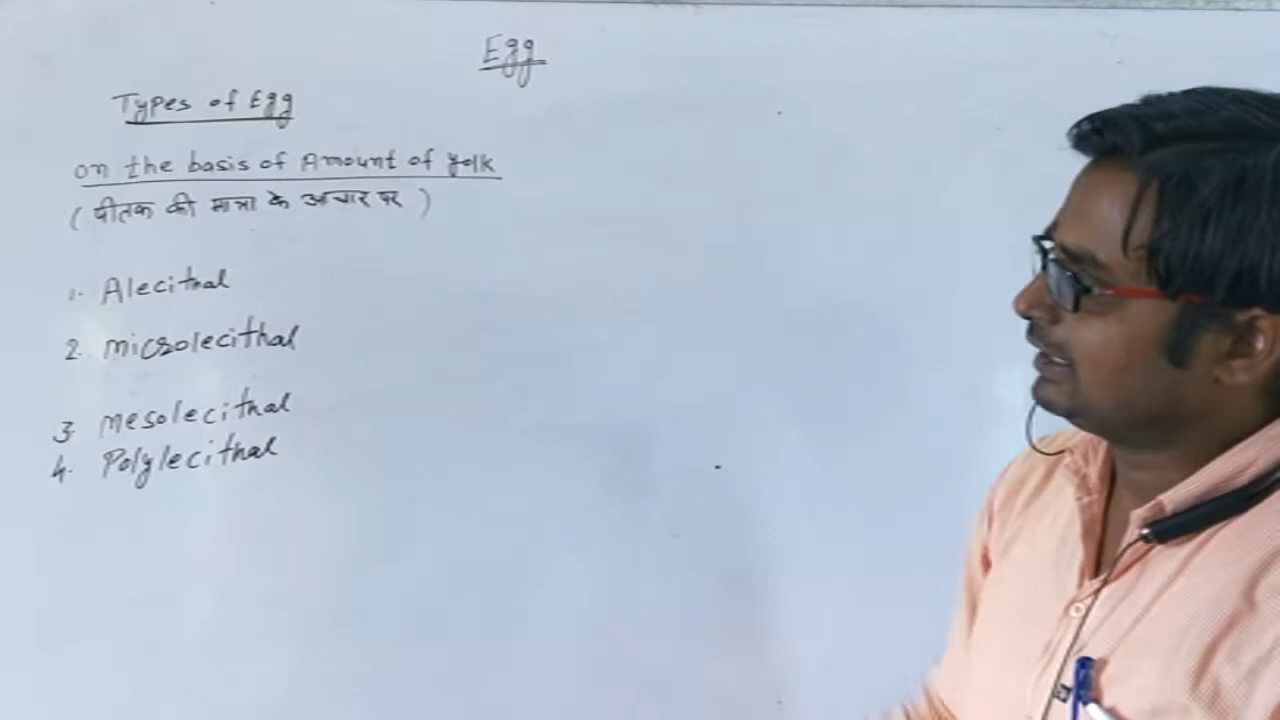 Egg
Types of Egg
on the basis of Amount of yolk
( पीतक की मात्रा के आधार पर )
1. Alecithal
2. microlecithal
3. mesolecithal
4. Polylecithal